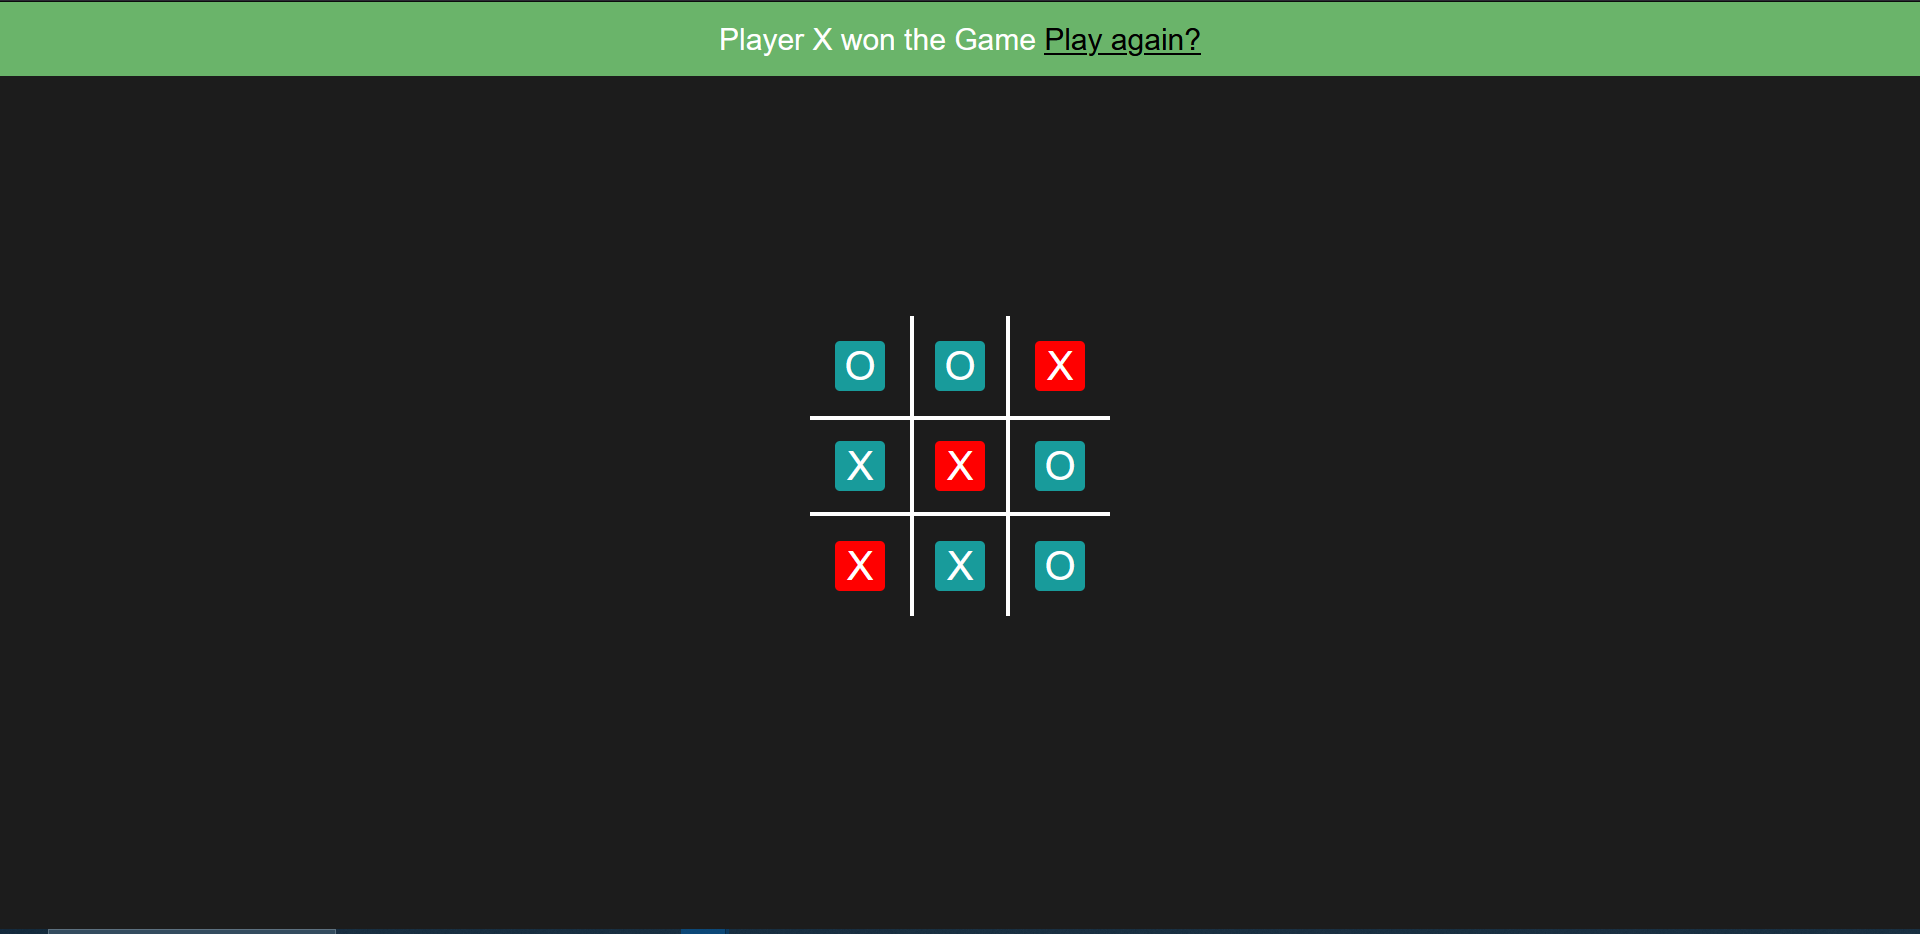 Player X won the Game Play again?
O O X
X X O
X X O